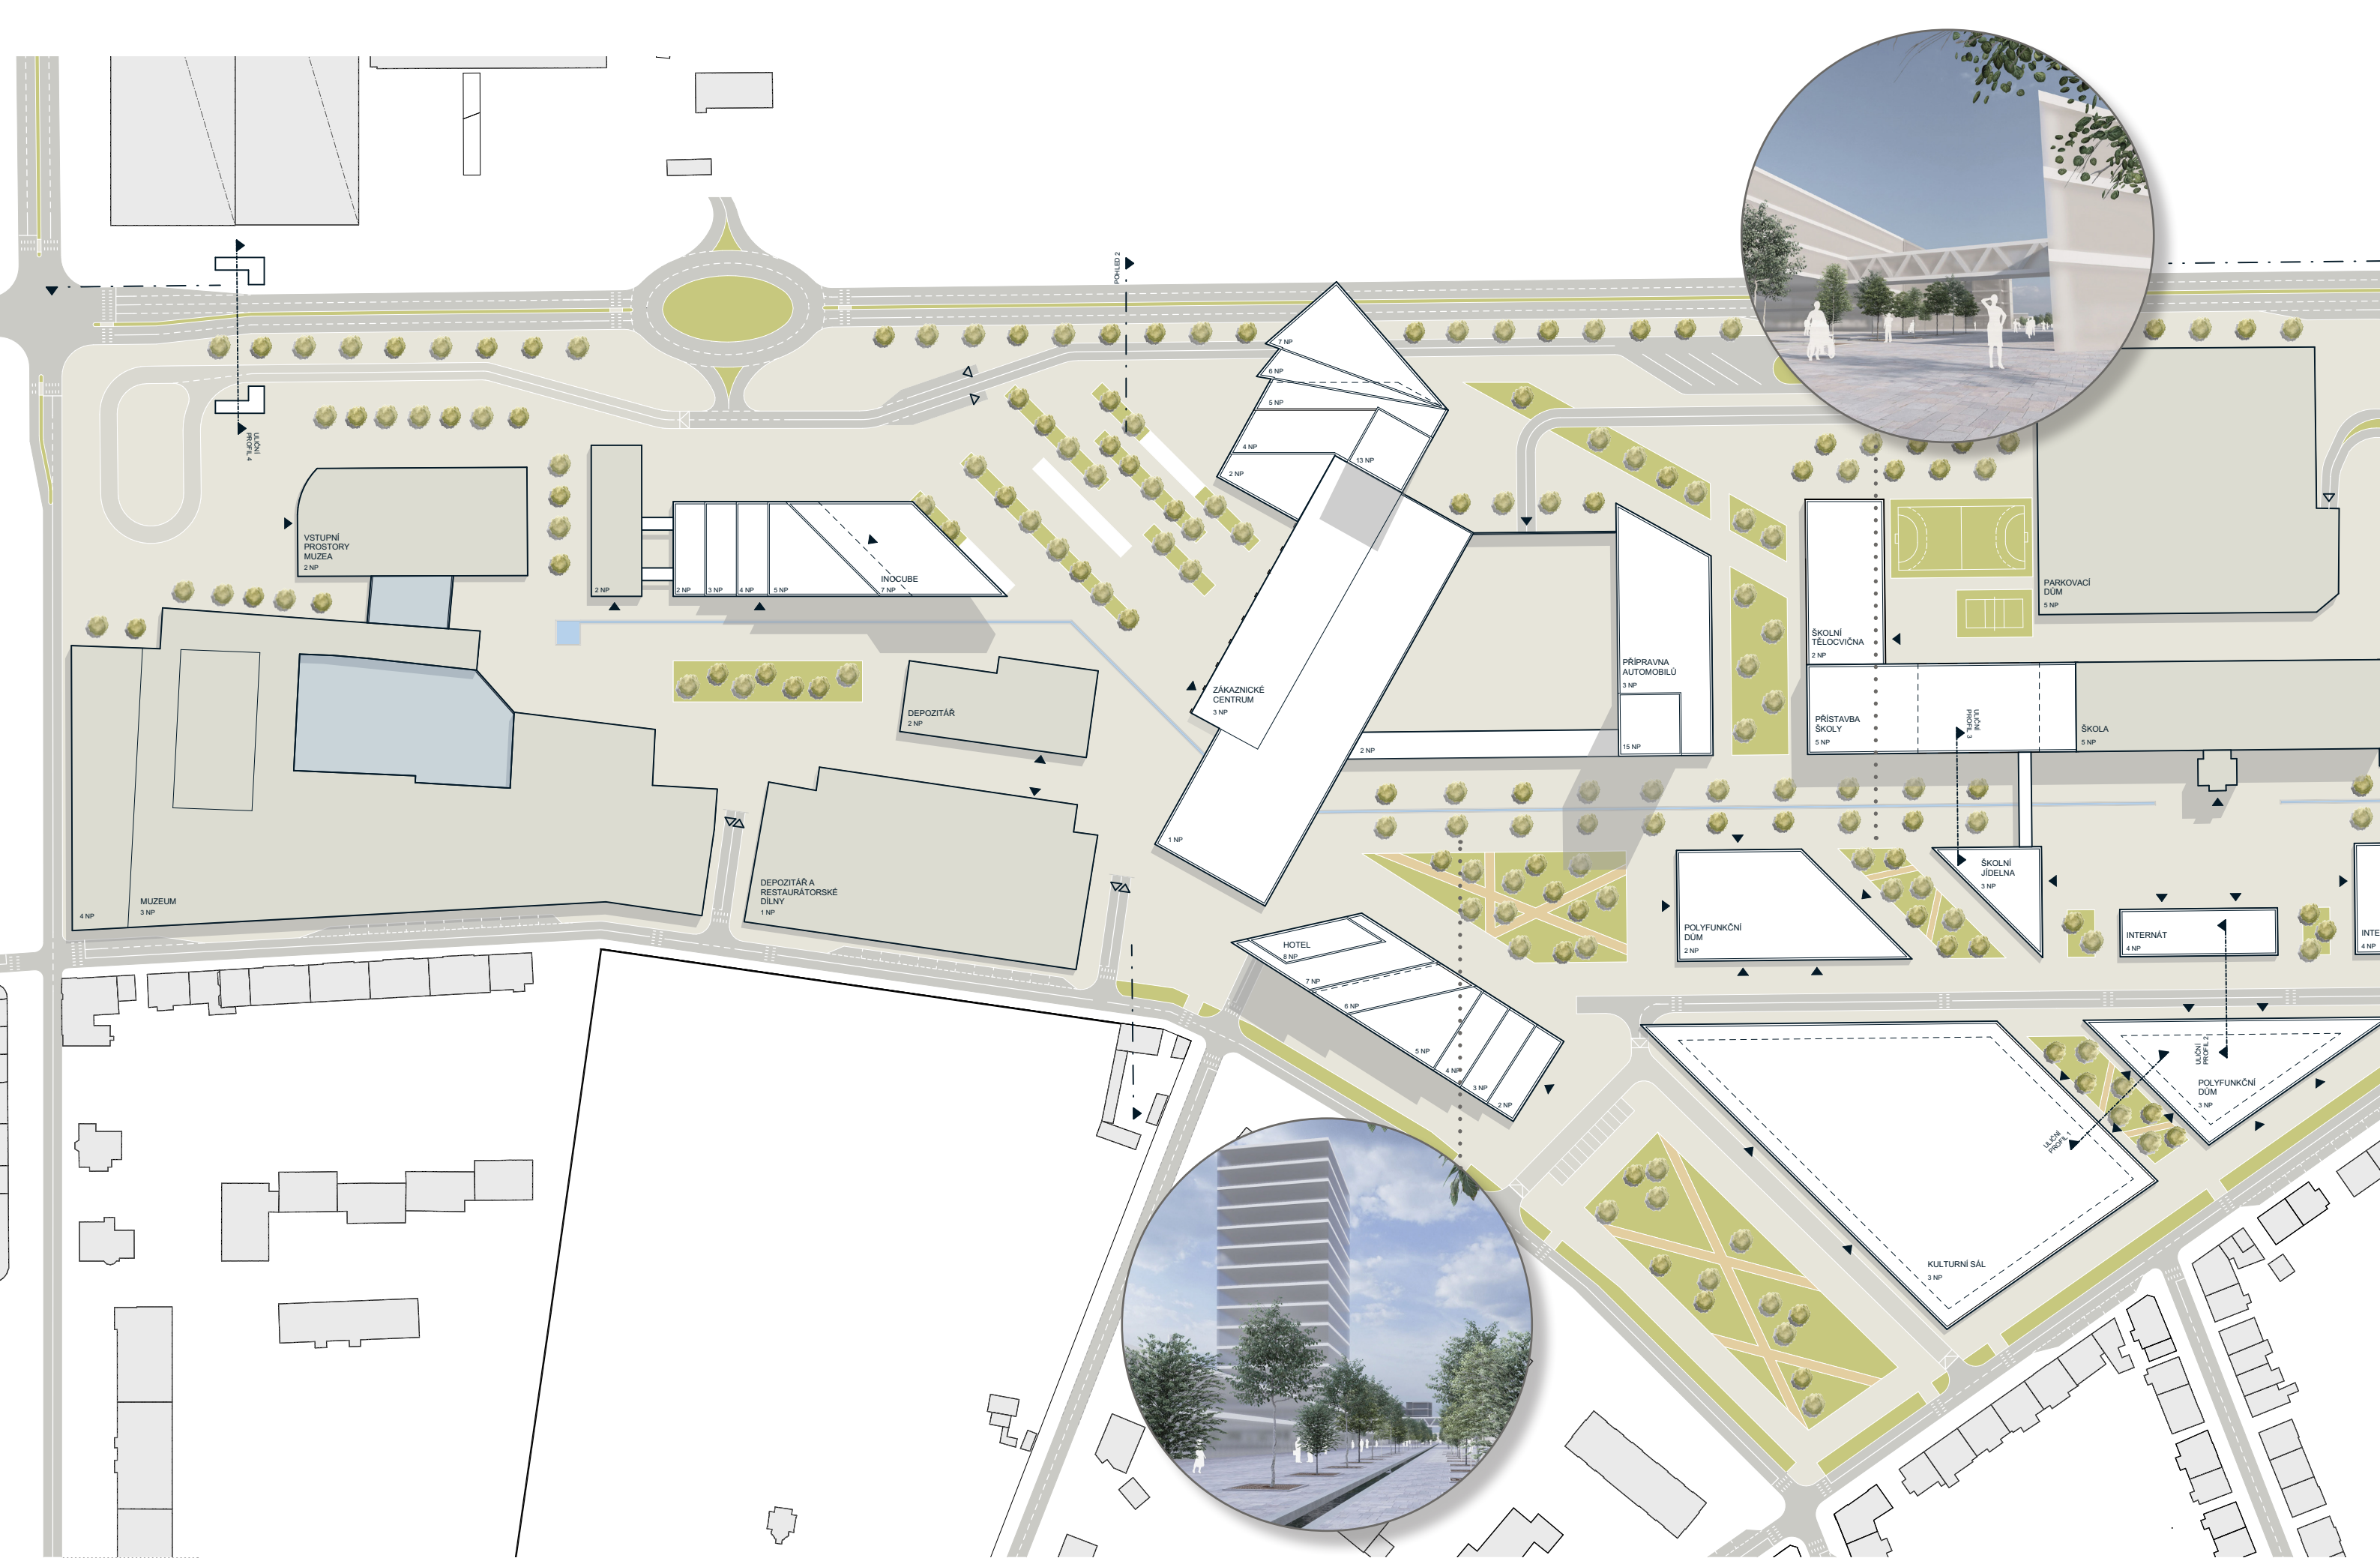 POHLED 2
ULIČNÍ
PROFIL 4
7 NP
6 NP
5 NP
4 NP
13 NP
2 NP
VSTUPNÍ
PROSTORY
MUZEA
2 NP
2 NP
INOCUBE
2 NP
3 NP
4 NP
5 NP
7 NP
PARKOVACÍ
DŮM
5 NP
ŠKOLNÍ
TĚLOCVIČNA
2 NP
PŘÍPRAVNA
AUTOMOBILŮ
3 NP
15 NP
ZÁKAZNICKÉ
CENTRUM
3 NP
2 NP
1 NP
DEPOZITÁŘ
2 NP
PŘÍSTAVBA
ŠKOLY
5 NP
ULIČNÍ
PROFIL 3
ŠKOLA
5 NP
MUZEUM
3 NP
4 NP
DEPOZITÁŘ A
RESTAURÁTORSKÉ
DÍLNY
1 NP
ŠKOLNÍ
JÍDELNA
3 NP
POLYFUNKČNÍ
DŮM
2 NP
INTERNÁT
4 NP
INTE
4 NP
HOTEL
8 NP
7 NP
6 NP
5 NP
4 NP
3 NP
2 NP
ULIČNÍ
PROFIL 2
POLYFUNKČNÍ
DŮM
3 NP
ULIČNÍ
PROFIL 1
KULTURNÍ SÁL
3 NP